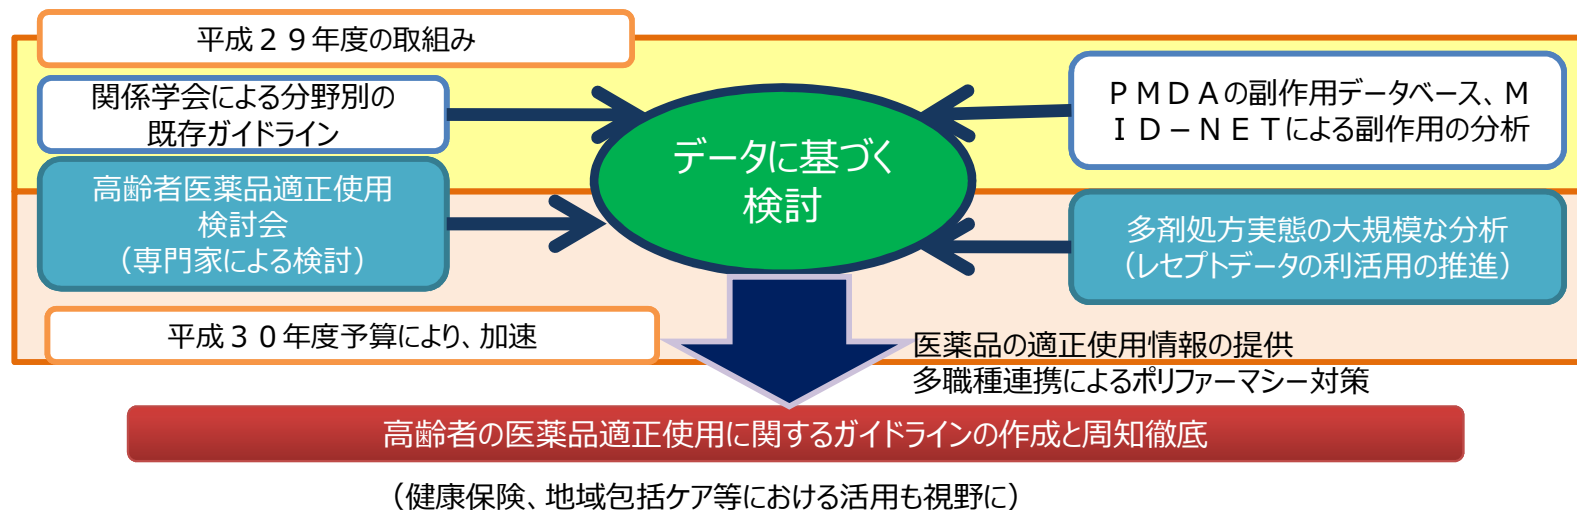 平成２９年度の取組み
関係学会による分野別の
既存ガイドライン
ＰＭＤＡの副作用データベース、Ｍ
ＩＤ－ＮＥＴによる副作用の分析
データに基づく
検討
高齢者医薬品適正使用
検討会
（専門家による検討）
多剤処方実態の大規模な分析
（レセプトデータの利活用の推進）
平成３０年度予算により、加速
医薬品の適正使用情報の提供
多職種連携によるポリファーマシー対策
高齢者の医薬品適正使用に関するガイドラインの作成と周知徹底
（健康保険、地域包括ケア等における活用も視野に）